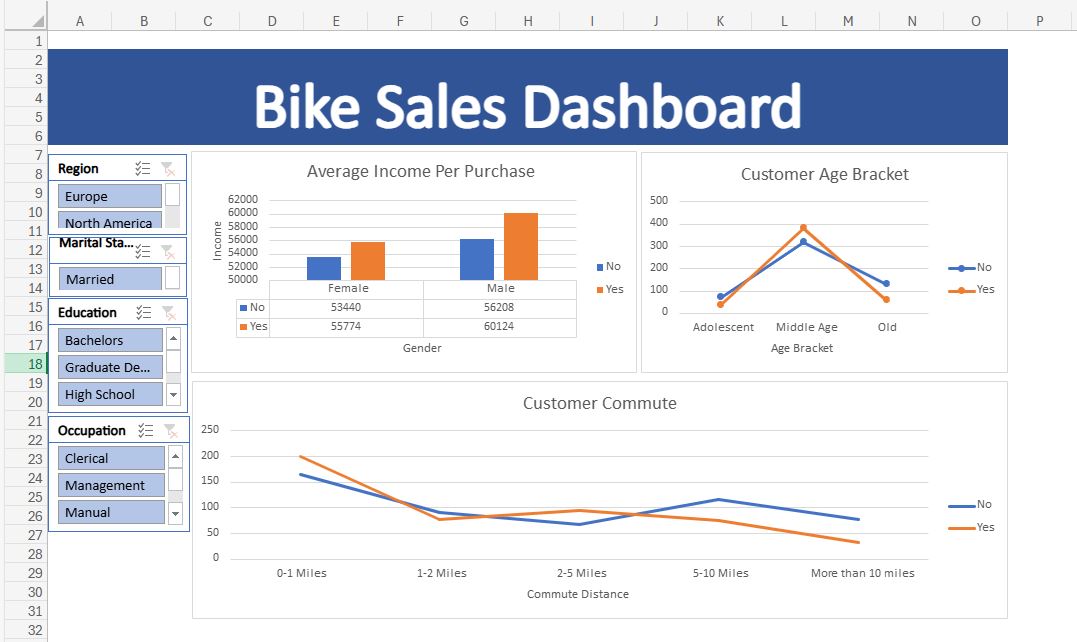 A B C D E F G H I J K L M N O P
1
2
3
4
5
6
7
8
9
10
11
12
13
14
15
16
17
18
19
20
21
22
23
24
25
26
27
28
29
30
31
32
Bike Sales Dashboard
Region
Europe
North America
Marital Sta...
Married
Education
Bachelors
Graduate De...
High School
Occupation
Clerical
Management
Manual
Average Income Per Purchase
Income
62000
60000
58000
56000
54000
52000
50000
Female Male
No 53440 56208
Yes 55774 60124
Gender
No
Yes
Customer Age Bracket
500
400
300
200
100
0
Adolescent Middle Age Old
Age Bracket
No
Yes
Customer Commute
250
200
150
100
50
0
0-1 Miles 1-2 Miles 2-5 Miles 5-10 Miles More than 10 miles
Commute Distance
No
Yes